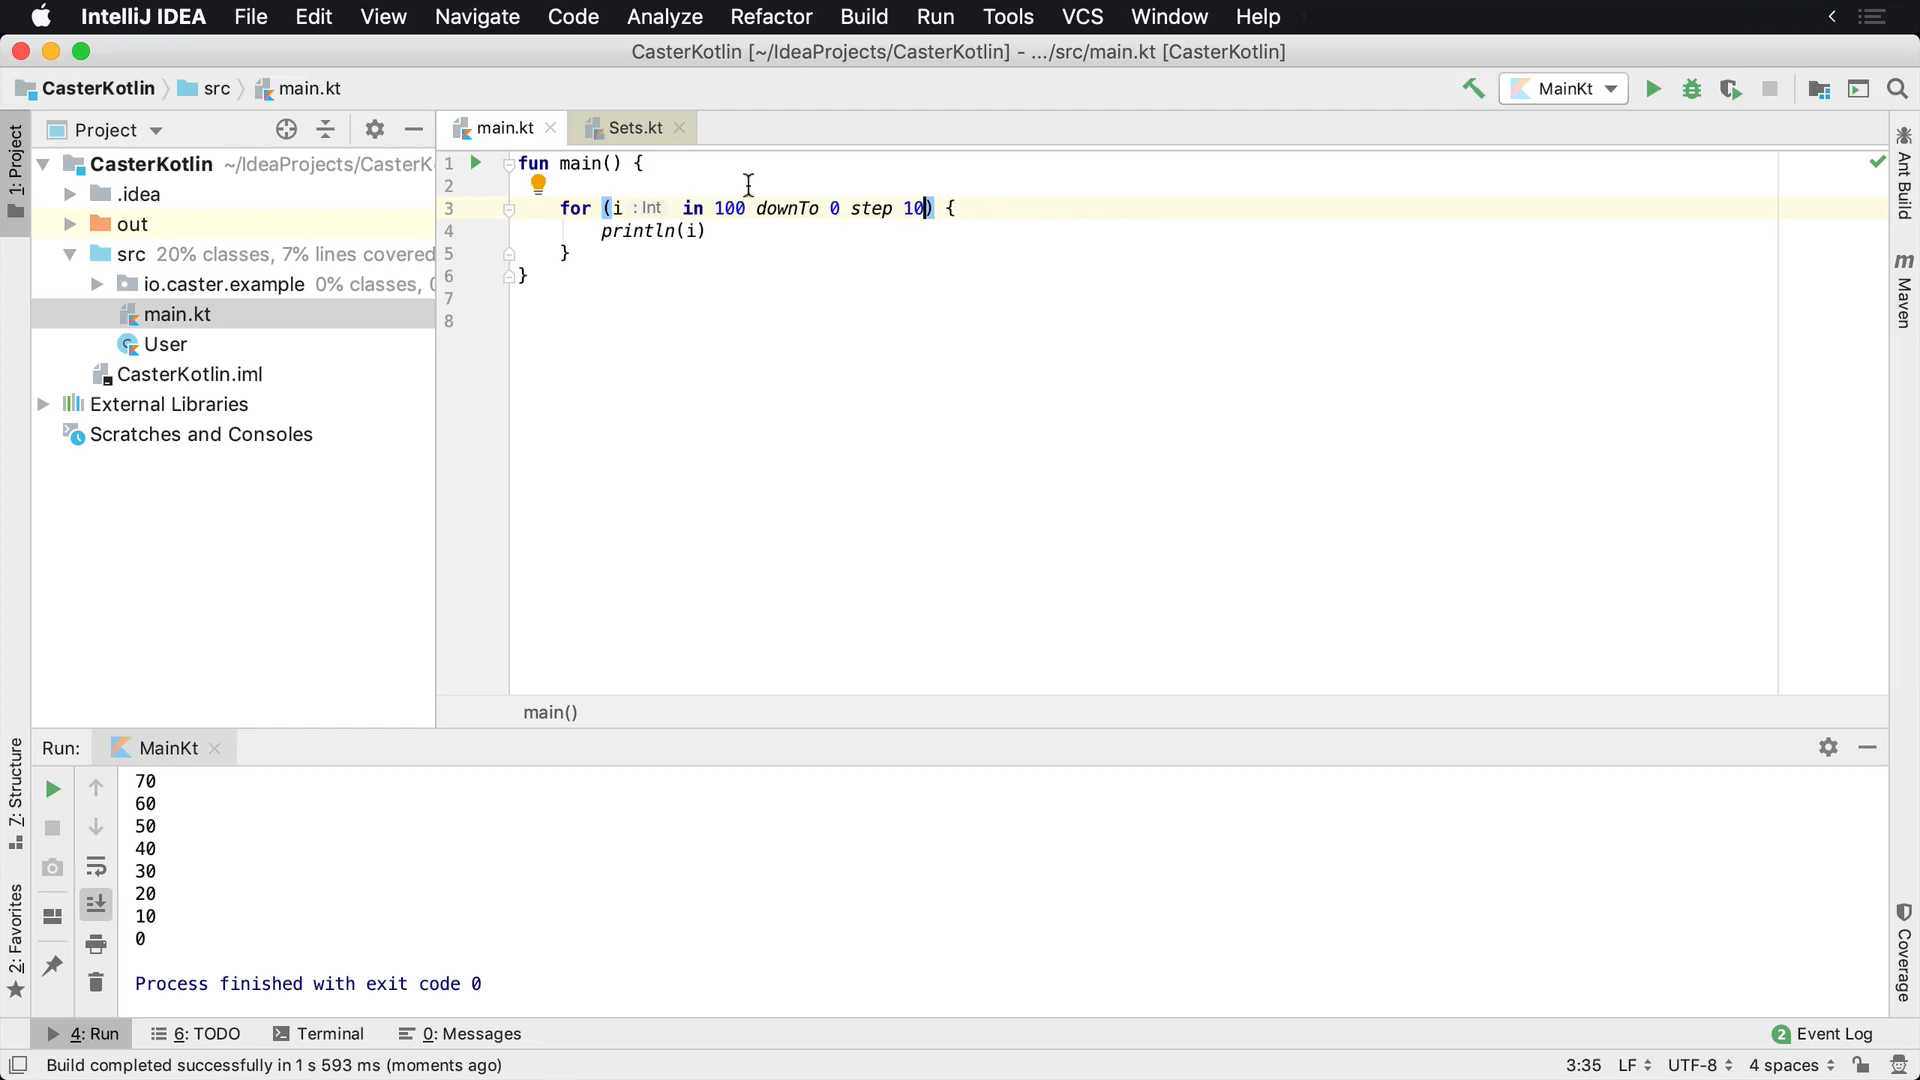 IntelliJ IDEA File Edit View Navigate Code Analyze Refactor Build Run Tools VCS Window Help
CasterKotlin [~/IdeaProjects/CasterKotlin] - .../src/main.kt [CasterKotlin]
CasterKotlin src main.kt MainKt
1: Project
Project
main.kt
Sets.kt
CasterKotlin ~/IdeaProjects/CasterK
.idea
out
src 20% classes, 7% lines covered
io.caster.example 0% classes, 0
main.kt
User
CasterKotlin.iml
External Libraries
Scratches and Consoles
1 fun main() {
2
3 for (i : Int in 100 downTo 0 step 10) {
4 println(i)
5 }
6 }
7
8
main()
Ant Build
m Maven
Coverage
Z: Structure
2: Favorites
Run: MainKt
70
60
50
40
30
20
10
0
Process finished with exit code 0
4: Run 6: TODO Terminal 0: Messages 2 Event Log
Build completed successfully in 1 s 593 ms (moments ago) 3:35 LF UTF-8 4 spaces